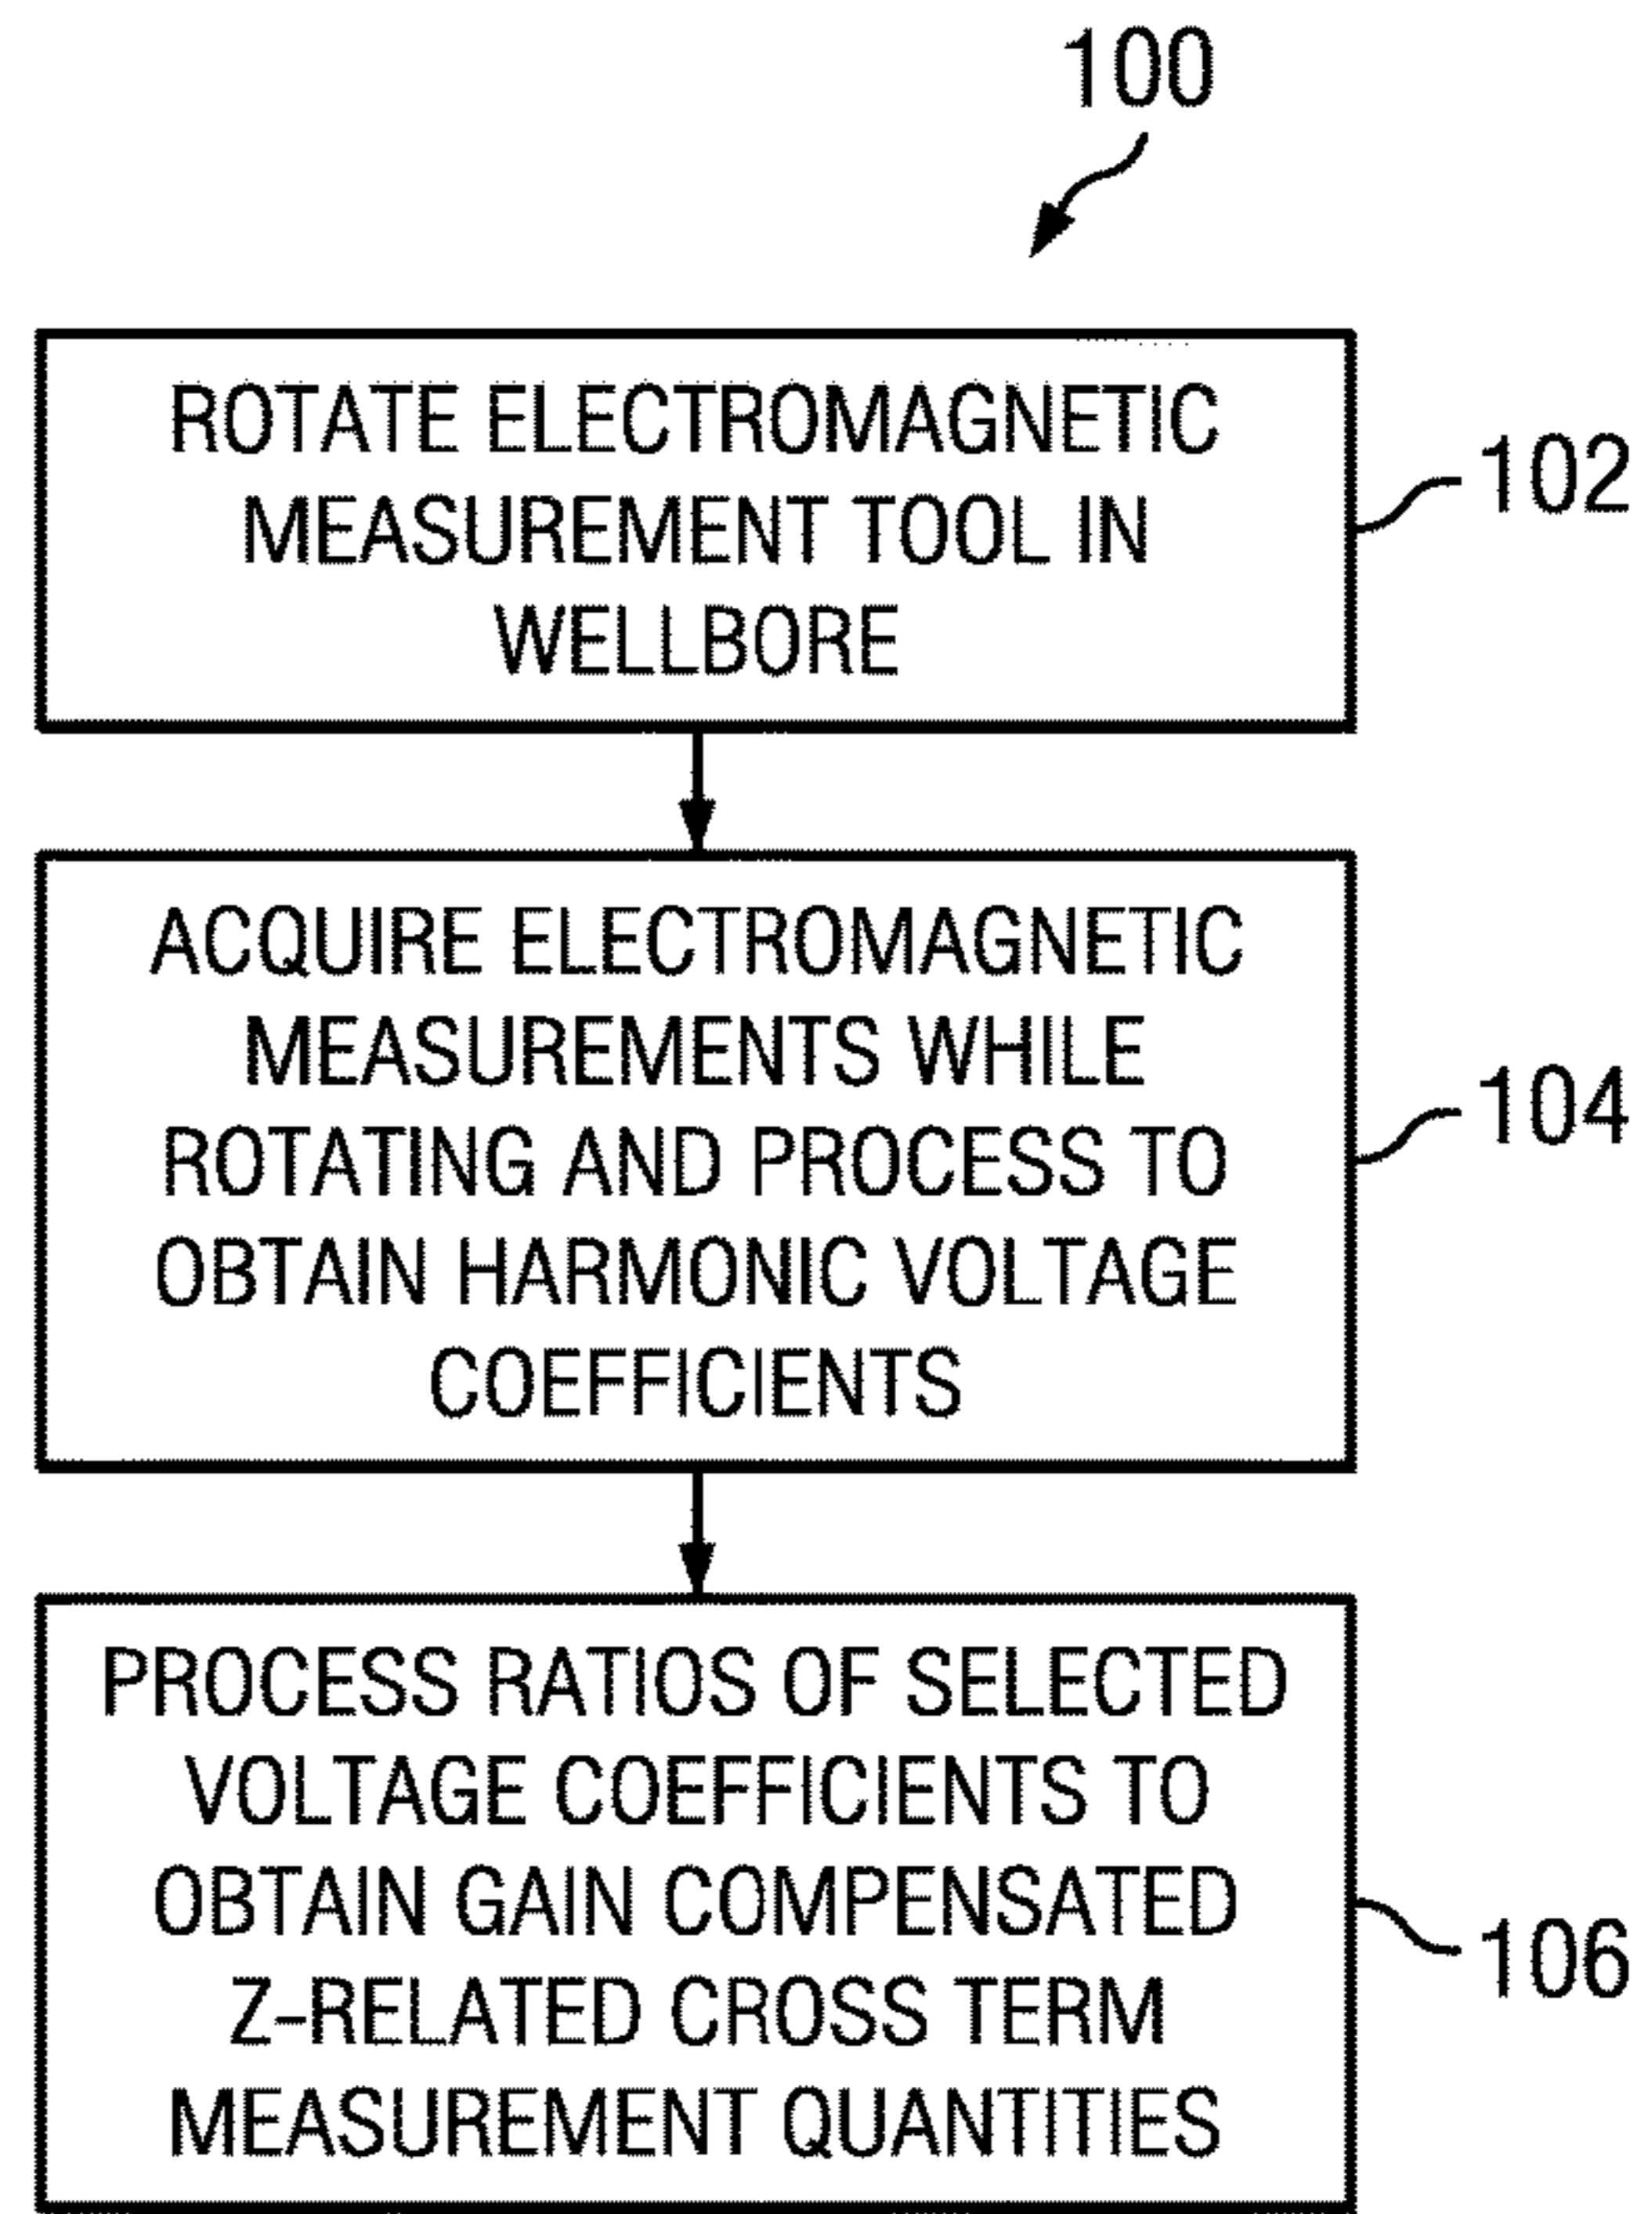 100
ROTATE ELECTROMAGNETIC
MEASUREMENT TOOL IN
WELLBORE
102
ACQUIRE ELECTROMAGNETIC
MEASUREMENTS WHILE
ROTATING AND PROCESS TO
OBTAIN HARMONIC VOLTAGE
COEFFICIENTS
104
PROCESS RATIOS OF SELECTED
VOLTAGE COEFFICIENTS TO
OBTAIN GAIN COMPENSATED
Z-RELATED CROSS TERM
MEASUREMENT QUANTITIES
106